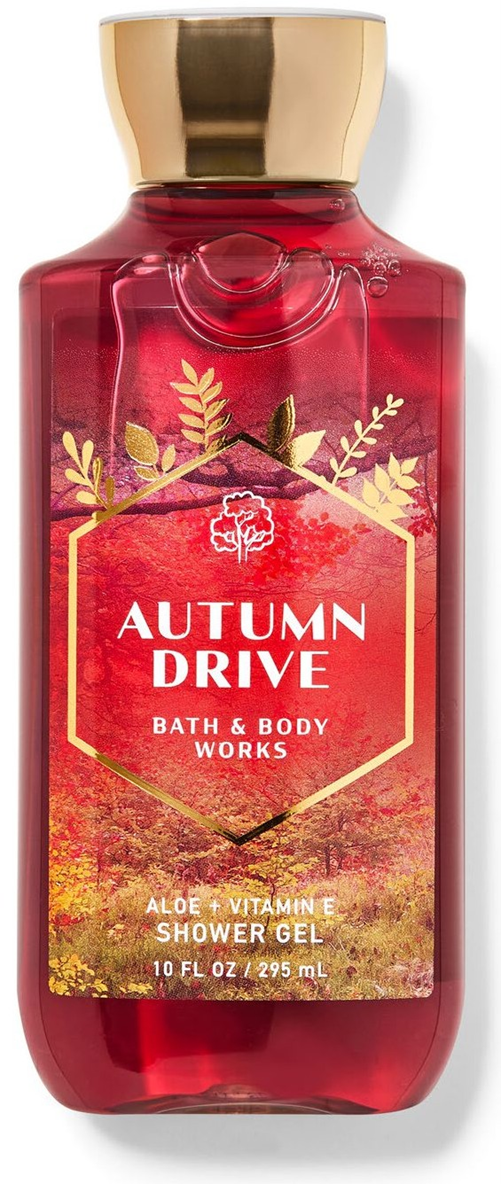 AUTUMN
DRIVE
BATH & BODY
WORKS
ALOE + VITAMIN E
SHOWER GEL
10 FL OZ / 295 mL